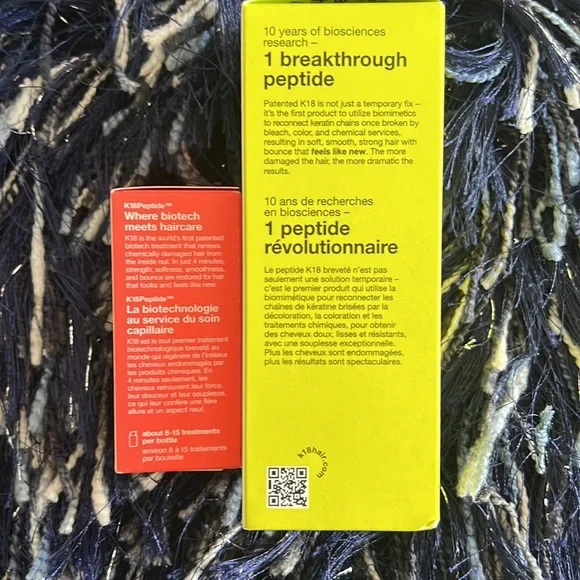 K18Peptide™
Where biotech
meets haircare
K18 is the world's first patented
biotech treatment that renews
chemically damaged hair from
the inside out. In just 4 minutes,
strength, softness, smoothness,
and bounce are restored for hair
that looks and feels like new.
K18Peptide™
La biotechnologie
au service du soin
capillaire
K18 est le tout premier traitement
biotechnologique breveté au
monde qui régénère de l'intérieur
les cheveux endommagés par
les produits chimiques. En
4 minutes seulement, les
cheveux retrouvent leur force,
leur douceur et leur souplesse,
ce qui leur confère une fière
allure et un aspect neuf.
about 8-15 treatments
per bottle
environ 8 à 15 traitements
par bouteille
10 years of biosciences
research –
1 breakthrough
peptide
Patented K18 is not just a temporary fix –
it's the first product to utilize biomimetics
to reconnect keratin chains once broken by
bleach, color, and chemical services,
resulting in soft, smooth, strong hair with
bounce that feels like new. The more
damaged the hair, the more dramatic the
results.
10 ans de recherches
en biosciences –
1 peptide
révolutionnaire
Le peptide K18 breveté n'est pas
seulement une solution temporaire –
c'est le premier produit qui utilise la
biomimétique pour reconnecter les
chaînes de kératine brisées par la
décoloration, la coloration et les
traitements chimiques, pour obtenir
des cheveux doux, lisses et résistants,
avec une souplesse exceptionnelle.
Plus les cheveux sont endommagés,
plus les résultats sont spectaculaires.
k18hair.com